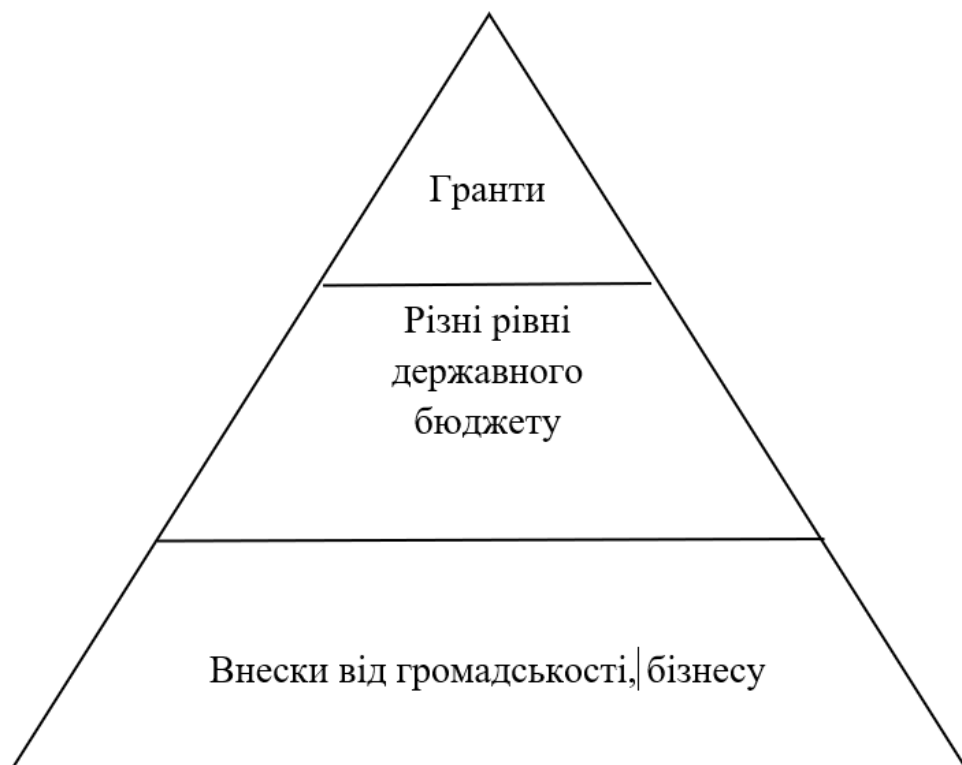 Гранти
Різні рівні
державного
бюджету
Внески від громадськості, бізнесу